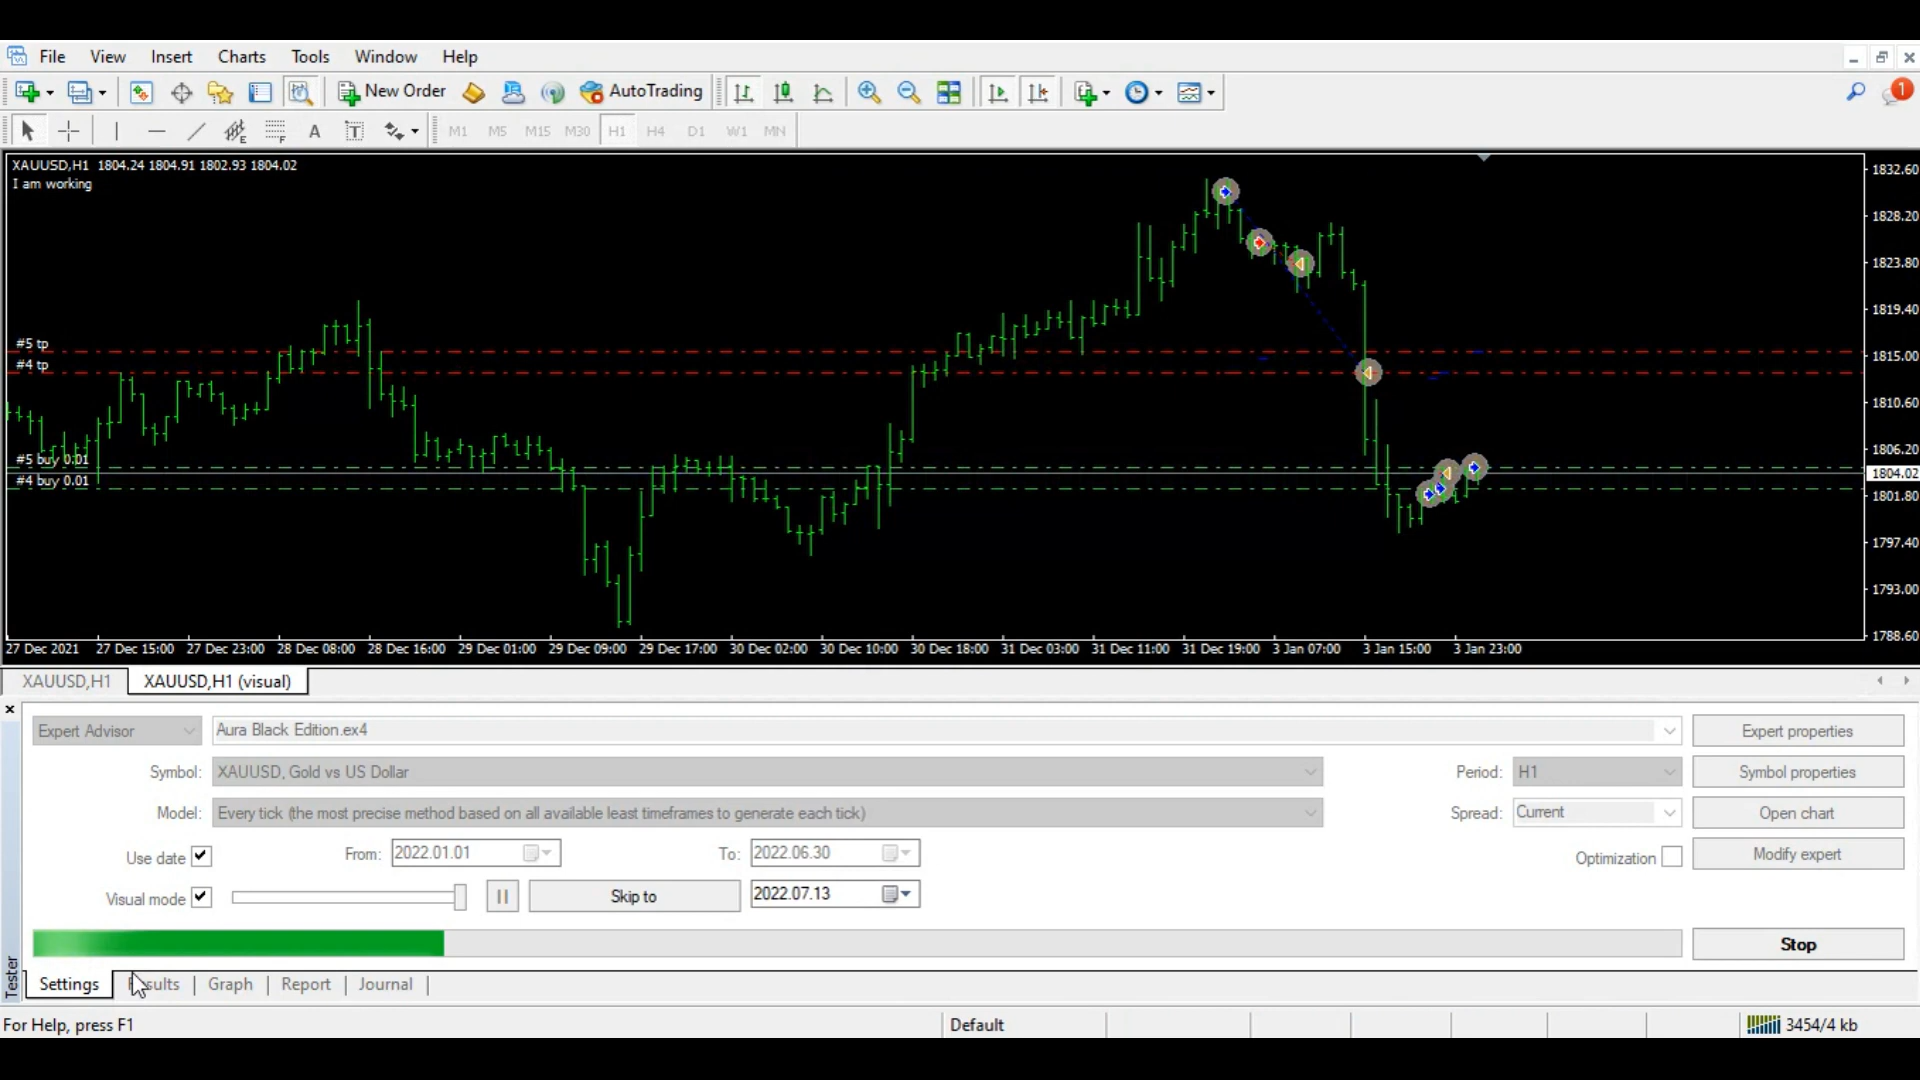 File View Insert Charts Tools Window Help
New Order AutoTrading 1
A T E F M1 M5 M15 M30 H1 H4 D1 W1 MN
XAUUSD,H1 1804.24 1804.91 1802.93 1804.02
I am working
1832.60
1828.20
1823.80
1819.40
#5 tp
1815.00
#4 tp
1810.60
1806.20
#5 buy 0.01
1804.02
#4 buy 0.01
1801.80
1797.40
1793.00
1788.60
27 Dec 2021 27 Dec 15:00 27 Dec 23:00 28 Dec 08:00 28 Dec 16:00 29 Dec 01:00 29 Dec 09:00 29 Dec 17:00 30 Dec 02:00 30 Dec 10:00 30 Dec 18:00 31 Dec 03:00 31 Dec 11:00 31 Dec 19:00 3 Jan 07:00 3 Jan 15:00 3 Jan 23:00
XAUUSD,H1 XAUUSD,H1 (visual)
Expert Advisor Aura Black Edition.ex4 Expert properties
Symbol: XAUUSD, Gold vs US Dollar Period: H1 Symbol properties
Model: Every tick (the most precise method based on all available least timeframes to generate each tick) Spread: Current Open chart
Use date From: 2022.01.01 To: 2022.06.30 Optimization Modify expert
Visual mode Skip to 2022.07.13
Stop
Tester
Settings sults Graph Report Journal
For Help, press F1 Default 3454/4 kb